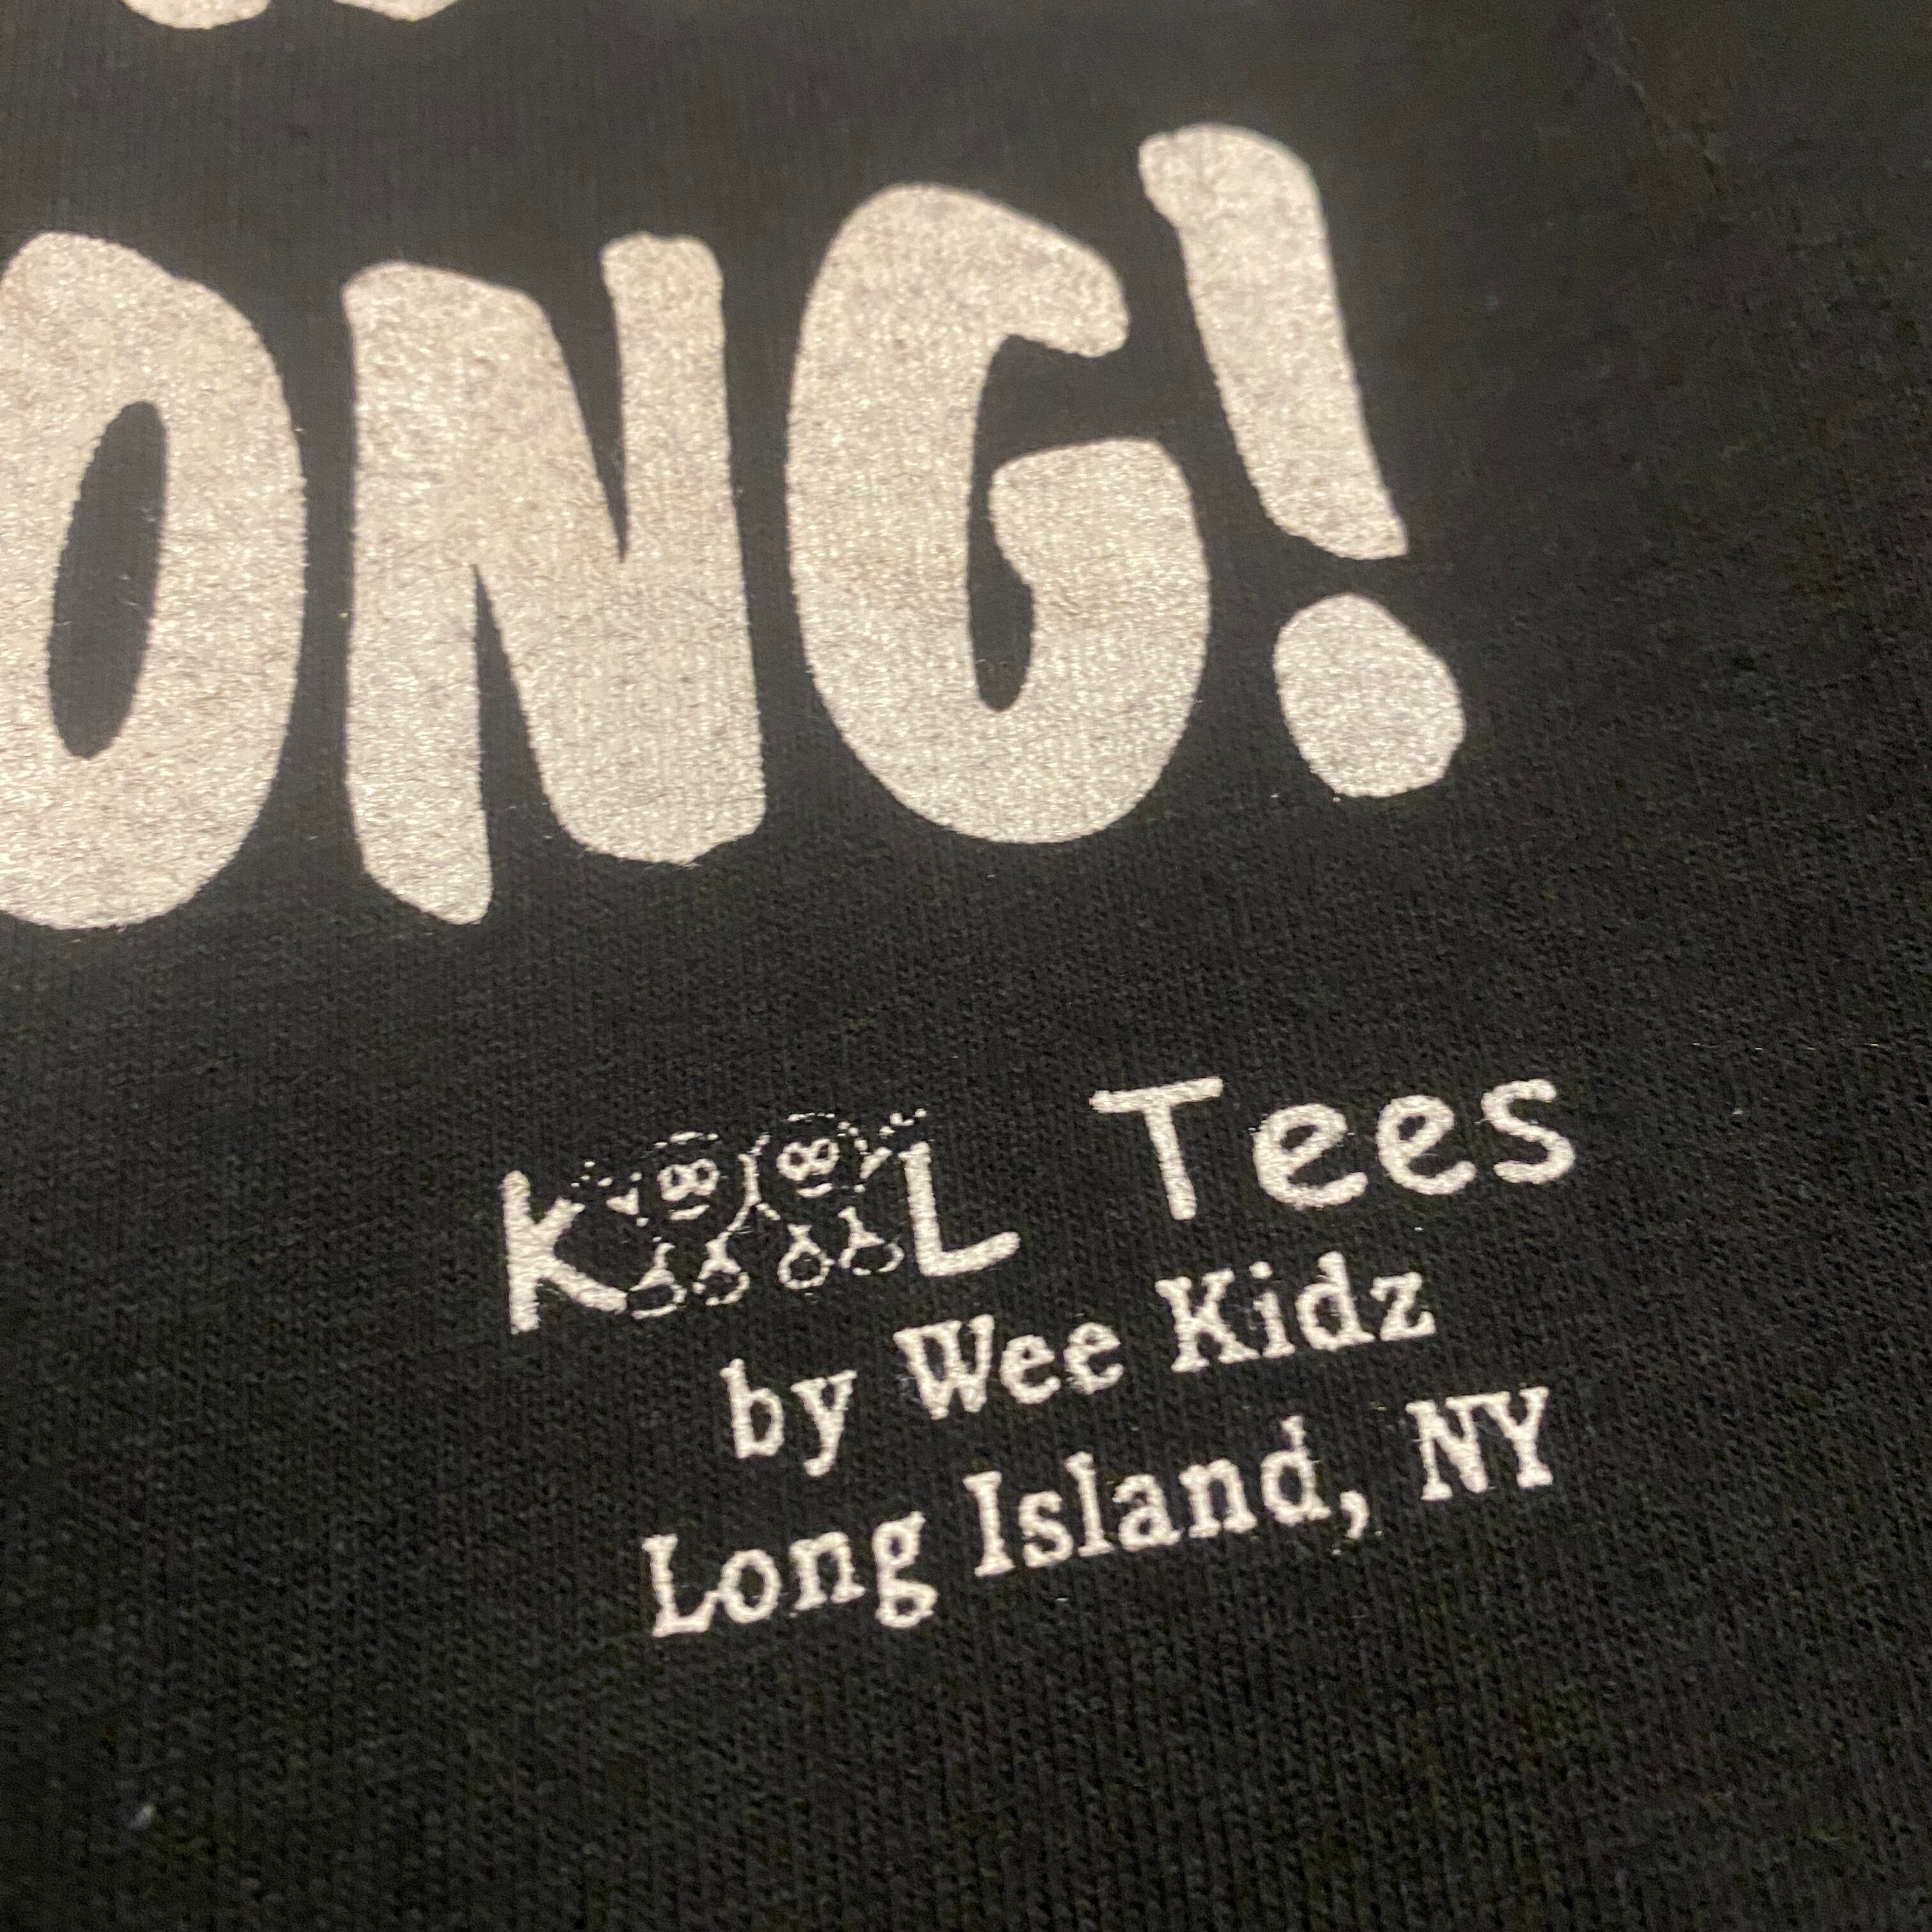 ONG!
KOOL Tees
by Wee Kidz
Long Island, NY